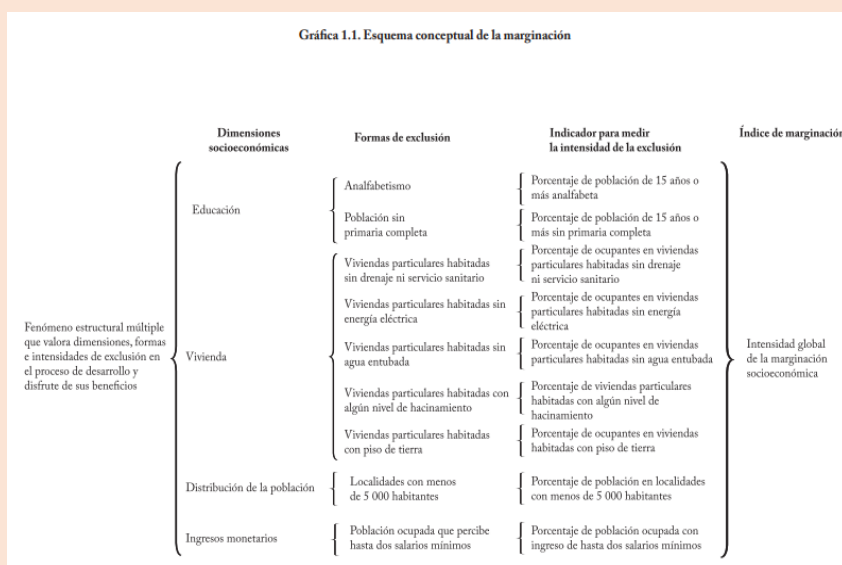 Gráfica 1.1. Esquema conceptual de la marginación
Dimensiones
socioeconómicas
Formas de exclusión
Indicador para medir
la intensidad de la exclusión
Índice de marginación
Fenómeno estructural múltiple
que valora dimensiones, formas
e intensidades de exclusión en
el proceso de desarrollo y
disfrute de sus beneficios
Educación
Analfabetismo
Porcentaje de población de 15 años o
más analfabeta
Población sin
primaria completa
Porcentaje de población de 15 años o
más sin primaria completa
Vivienda
Viviendas particulares habitadas
sin drenaje ni servicio sanitario
Porcentaje de ocupantes en viviendas
particulares habitadas sin drenaje
ni servicio sanitario
Viviendas particulares habitadas sin
energía eléctrica
Porcentaje de ocupantes en viviendas
particulares habitadas sin energía
eléctrica
Viviendas particulares habitadas sin
agua entubada
Porcentaje de ocupantes en viviendas
particulares habitadas sin agua entubada
Viviendas particulares habitadas con
algún nivel de hacinamiento
Porcentaje de viviendas particulares
habitadas con algún nivel de
hacinamiento
Viviendas particulares habitadas
con piso de tierra
Porcentaje de ocupantes en viviendas
habitadas con piso de tierra
Distribución de la población
Localidades con menos
de 5 000 habitantes
Porcentaje de población en localidades
con menos de 5 000 habitantes
Ingresos monetarios
Población ocupada que percibe
hasta dos salarios mínimos
Porcentaje de población ocupada con
ingreso de hasta dos salarios mínimos
Intensidad global
de la marginación
socioeconómica